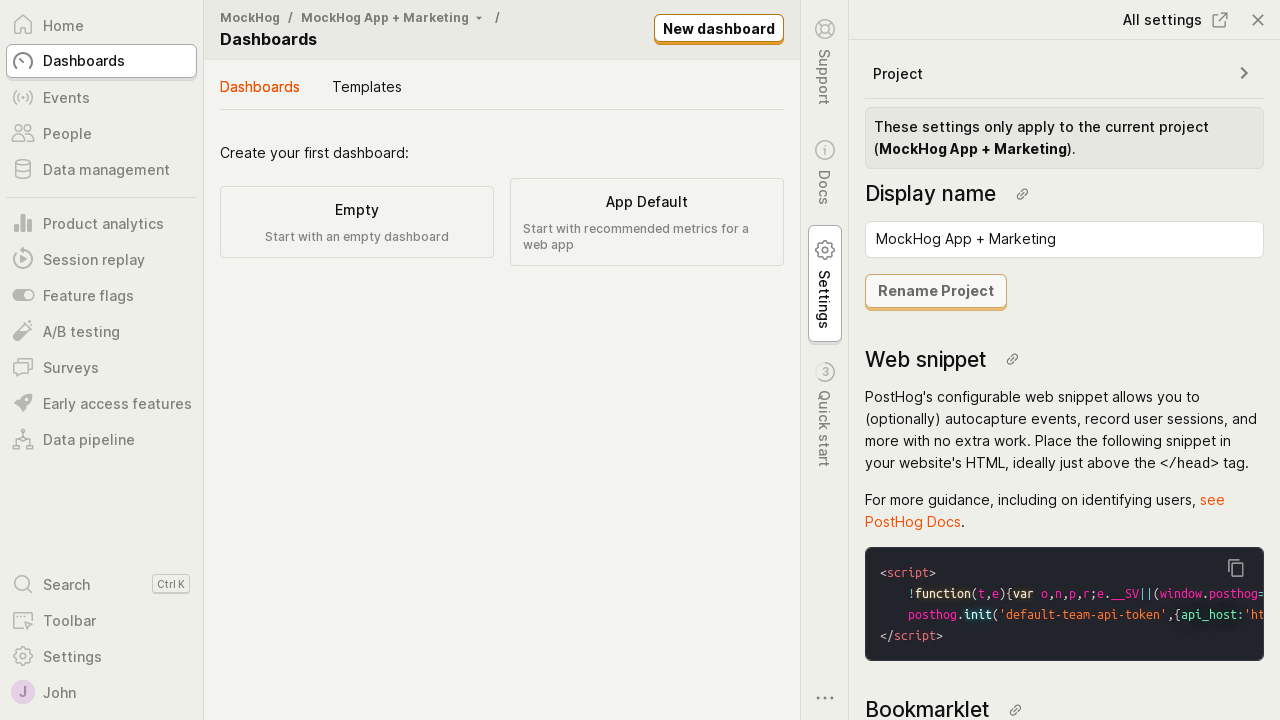 Home
Dashboards
Events
People
Data management
Product analytics
Session replay
Feature flags
A/B testing
Surveys
Early access features
Data pipeline
Search Ctrl K
Toolbar
Settings
J John
MockHog / MockHog App + Marketing /
Dashboards
New dashboard
Dashboards Templates
Create your first dashboard:
Empty
Start with an empty dashboard
App Default
Start with recommended metrics for a
web app
Support
Docs
Settings
3 Quick start
All settings
Project
These settings only apply to the current project
(MockHog App + Marketing).
Display name
MockHog App + Marketing
Rename Project
Web snippet
PostHog's configurable web snippet allows you to
(optionally) autocapture events, record user sessions, and
more with no extra work. Place the following snippet in
your website's HTML, ideally just above the </head> tag.
For more guidance, including on identifying users, see
PostHog Docs.
<script>
!function(t,e){var o,n,p,r;e.__SV||(window.posthog=
posthog.init('default-team-api-token',{api_host:'ht
</script>
Bookmarklet